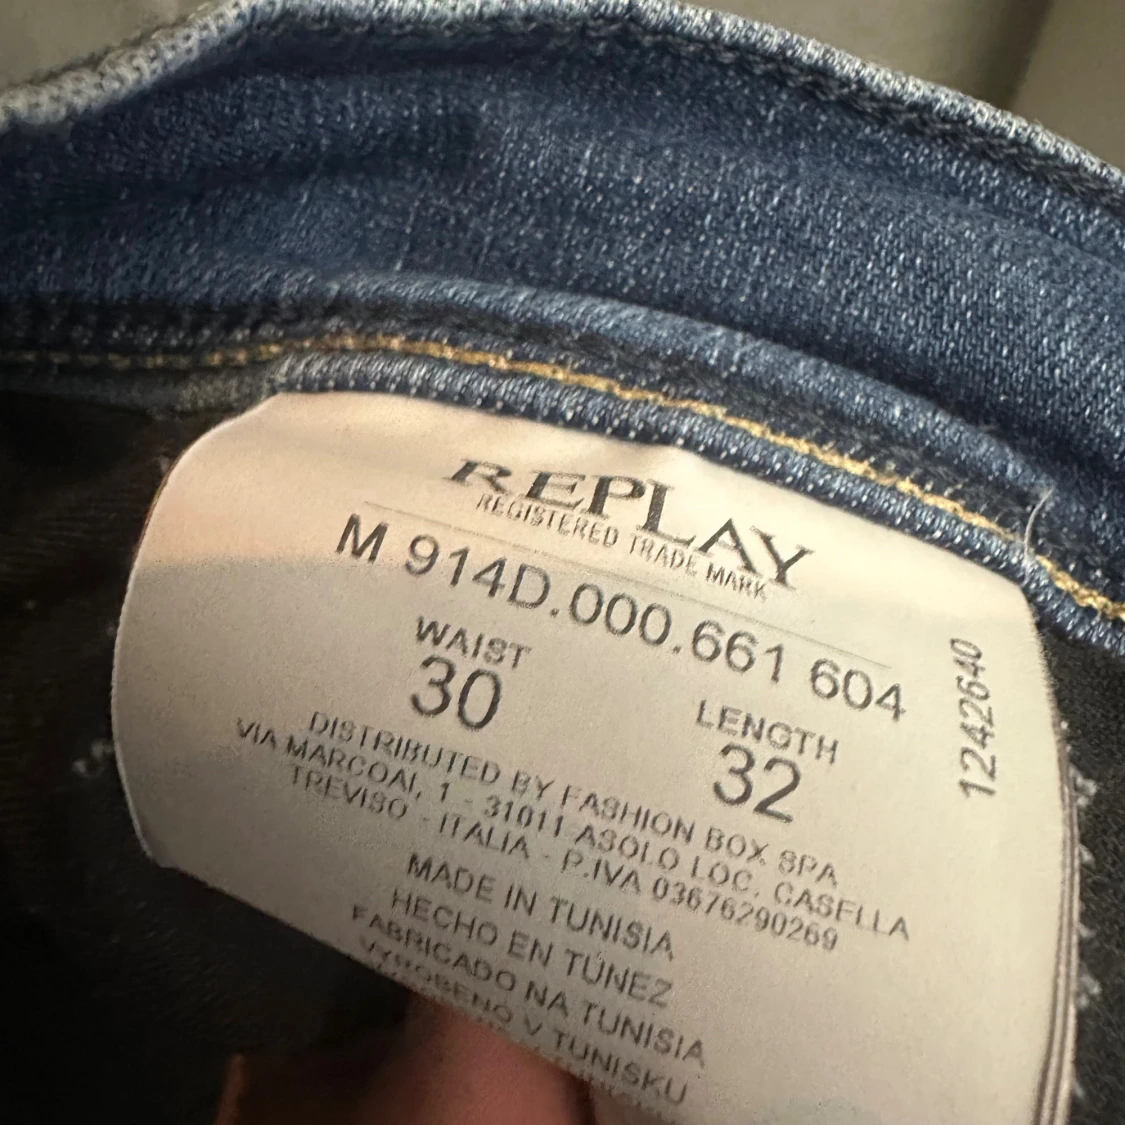 REPLAY
REGISTERED TRADE MARK
M 914D.000.661 604
WAIST
30
LENGTH
32
1242640
DISTRIBUTED BY FASHION BOX SPA
VIA MARCOAI, 1 - 31011 ASOLO LOC. CASELLA
TREVISO - ITALIA - P.IVA 03676290269
MADE IN TUNISIA
HECHO EN TÚNEZ
FABRICADO NA TUNISIA
VYROBENO V TUNISKU